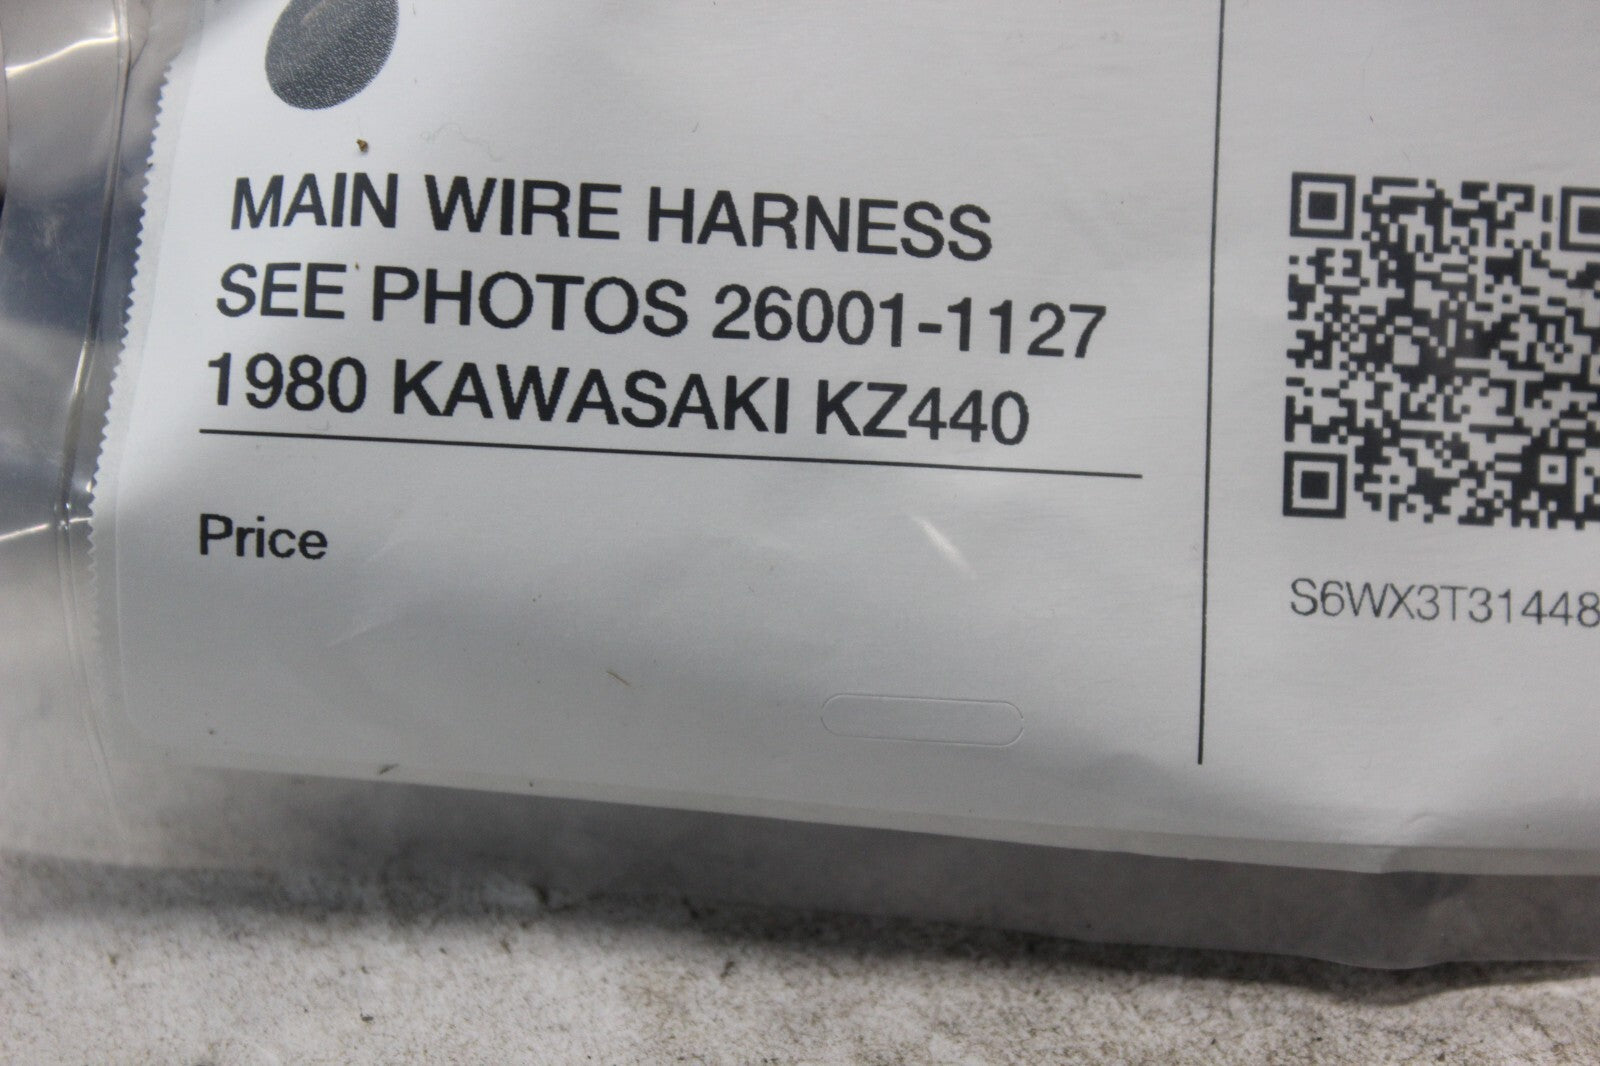 MAIN WIRE HARNESS
SEE PHOTOS 26001-1127
1980 KAWASAKI KZ440
Price
S6WX3T31448